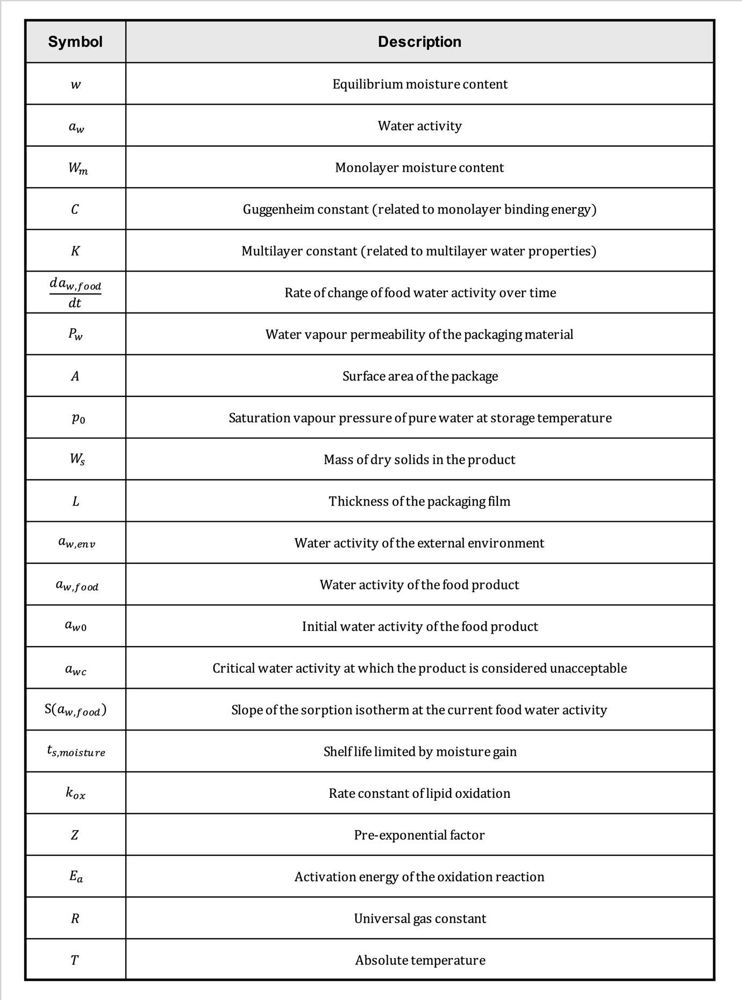 Symbol Description
w Equilibrium moisture content
a_w Water activity
W_m Monolayer moisture content
C Guggenheim constant (related to monolayer binding energy)
K Multilayer constant (related to multilayer water properties)
da_{w,food}/dt Rate of change of food water activity over time
P_w Water vapour permeability of the packaging material
A Surface area of the package
p_0 Saturation vapour pressure of pure water at storage temperature
W_s Mass of dry solids in the product
L Thickness of the packaging film
a_{w,env} Water activity of the external environment
a_{w,food} Water activity of the food product
a_{w0} Initial water activity of the food product
a_{wc} Critical water activity at which the product is considered unacceptable
S(a_{w,food}) Slope of the sorption isotherm at the current food water activity
t_{s,moisture} Shelf life limited by moisture gain
k_{ox} Rate constant of lipid oxidation
Z Pre-exponential factor
E_a Activation energy of the oxidation reaction
R Universal gas constant
T Absolute temperature